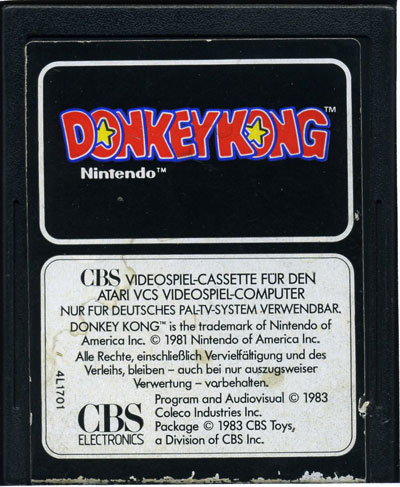 DONKEY KONG™
Nintendo™
CBS VIDEOSPIEL-CASSETTE FÜR DEN
ATARI VCS VIDEOSPIEL-COMPUTER
NUR FÜR DEUTSCHES PAL-TV-SYSTEM VERWENDBAR.
DONKEY KONG™ is the trademark of Nintendo of
America Inc. © 1981 Nintendo of America Inc.
Alle Rechte, einschließlich Vervielfältigung und des
Verleihs, bleiben – auch bei nur auszugsweiser
Verwertung – vorbehalten.
Program and Audiovisual © 1983
Coleco Industries Inc.
Package © 1983 CBS Toys,
a Division of CBS Inc.
CBS
ELECTRONICS
4L1701